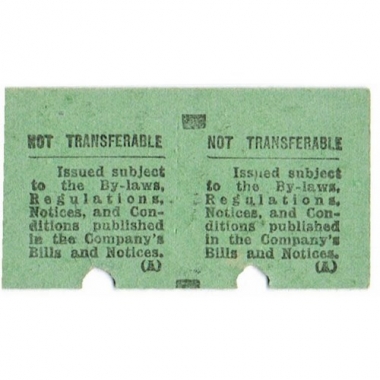 NOT TRANSFERABLE
Issued subject
to the By-laws,
Regulations,
Notices, and Con-
ditions published
in the Company's
Bills and Notices.
(A)
NOT TRANSFERABLE
Issued subject
to the By-laws,
Regulations,
Notices, and Con-
ditions published
in the Company's
Bills and Notices.
(A)